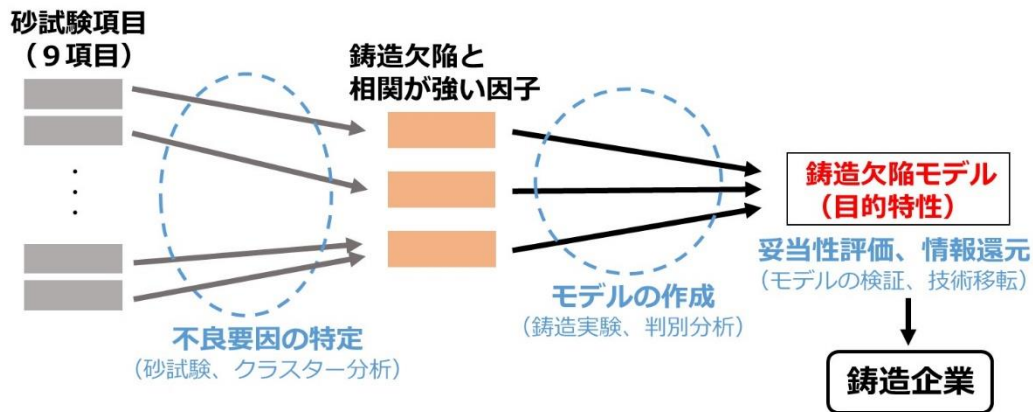 砂試験項目
（９項目）
鋳造欠陥と
相関が強い因子
・
・
・
不良要因の特定
（砂試験、クラスター分析）
モデルの作成
（鋳造実験、判別分析）
鋳造欠陥モデル
（目的特性）
妥当性評価、情報還元
（モデルの検証、技術移転）
鋳造企業